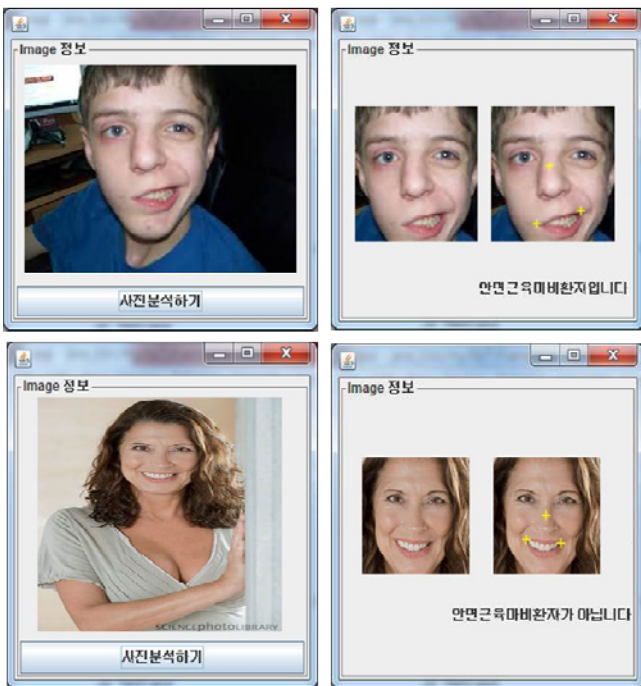 Image 정보
사진분석하기
Image 정보
안면근육마비환자입니다
Image 정보
SCIENCEphotoLIBRARY
사진분석하기
Image 정보
안면근육마비환자가 아닙니다